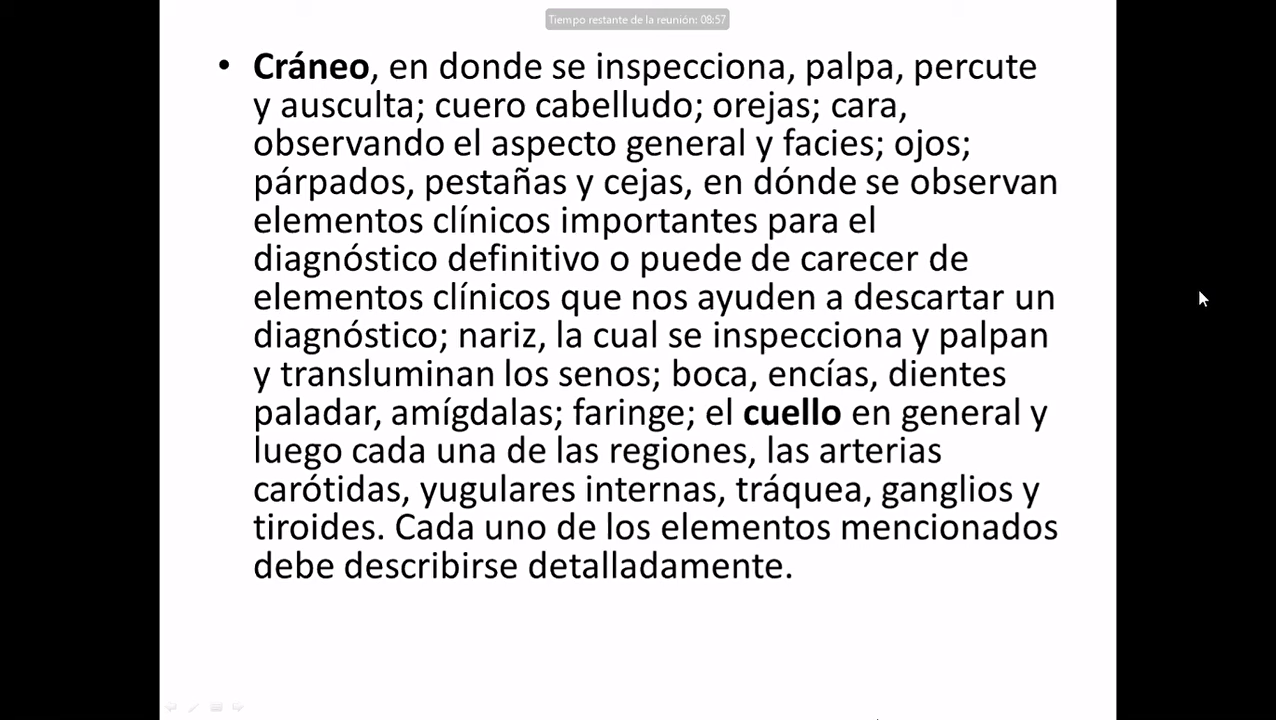 Tiempo restante de la reunión: 08:57
• Cráneo, en donde se inspecciona, palpa, percute
y ausculta; cuero cabelludo; orejas; cara,
observando el aspecto general y facies; ojos;
párpados, pestañas y cejas, en dónde se observan
elementos clínicos importantes para el
diagnóstico definitivo o puede de carecer de
elementos clínicos que nos ayuden a descartar un
diagnóstico; nariz, la cual se inspecciona y palpan
y transluminan los senos; boca, encías, dientes
paladar, amígdalas; faringe; el cuello en general y
luego cada una de las regiones, las arterias
carótidas, yugulares internas, tráquea, ganglios y
tiroides. Cada uno de los elementos mencionados
debe describirse detalladamente.